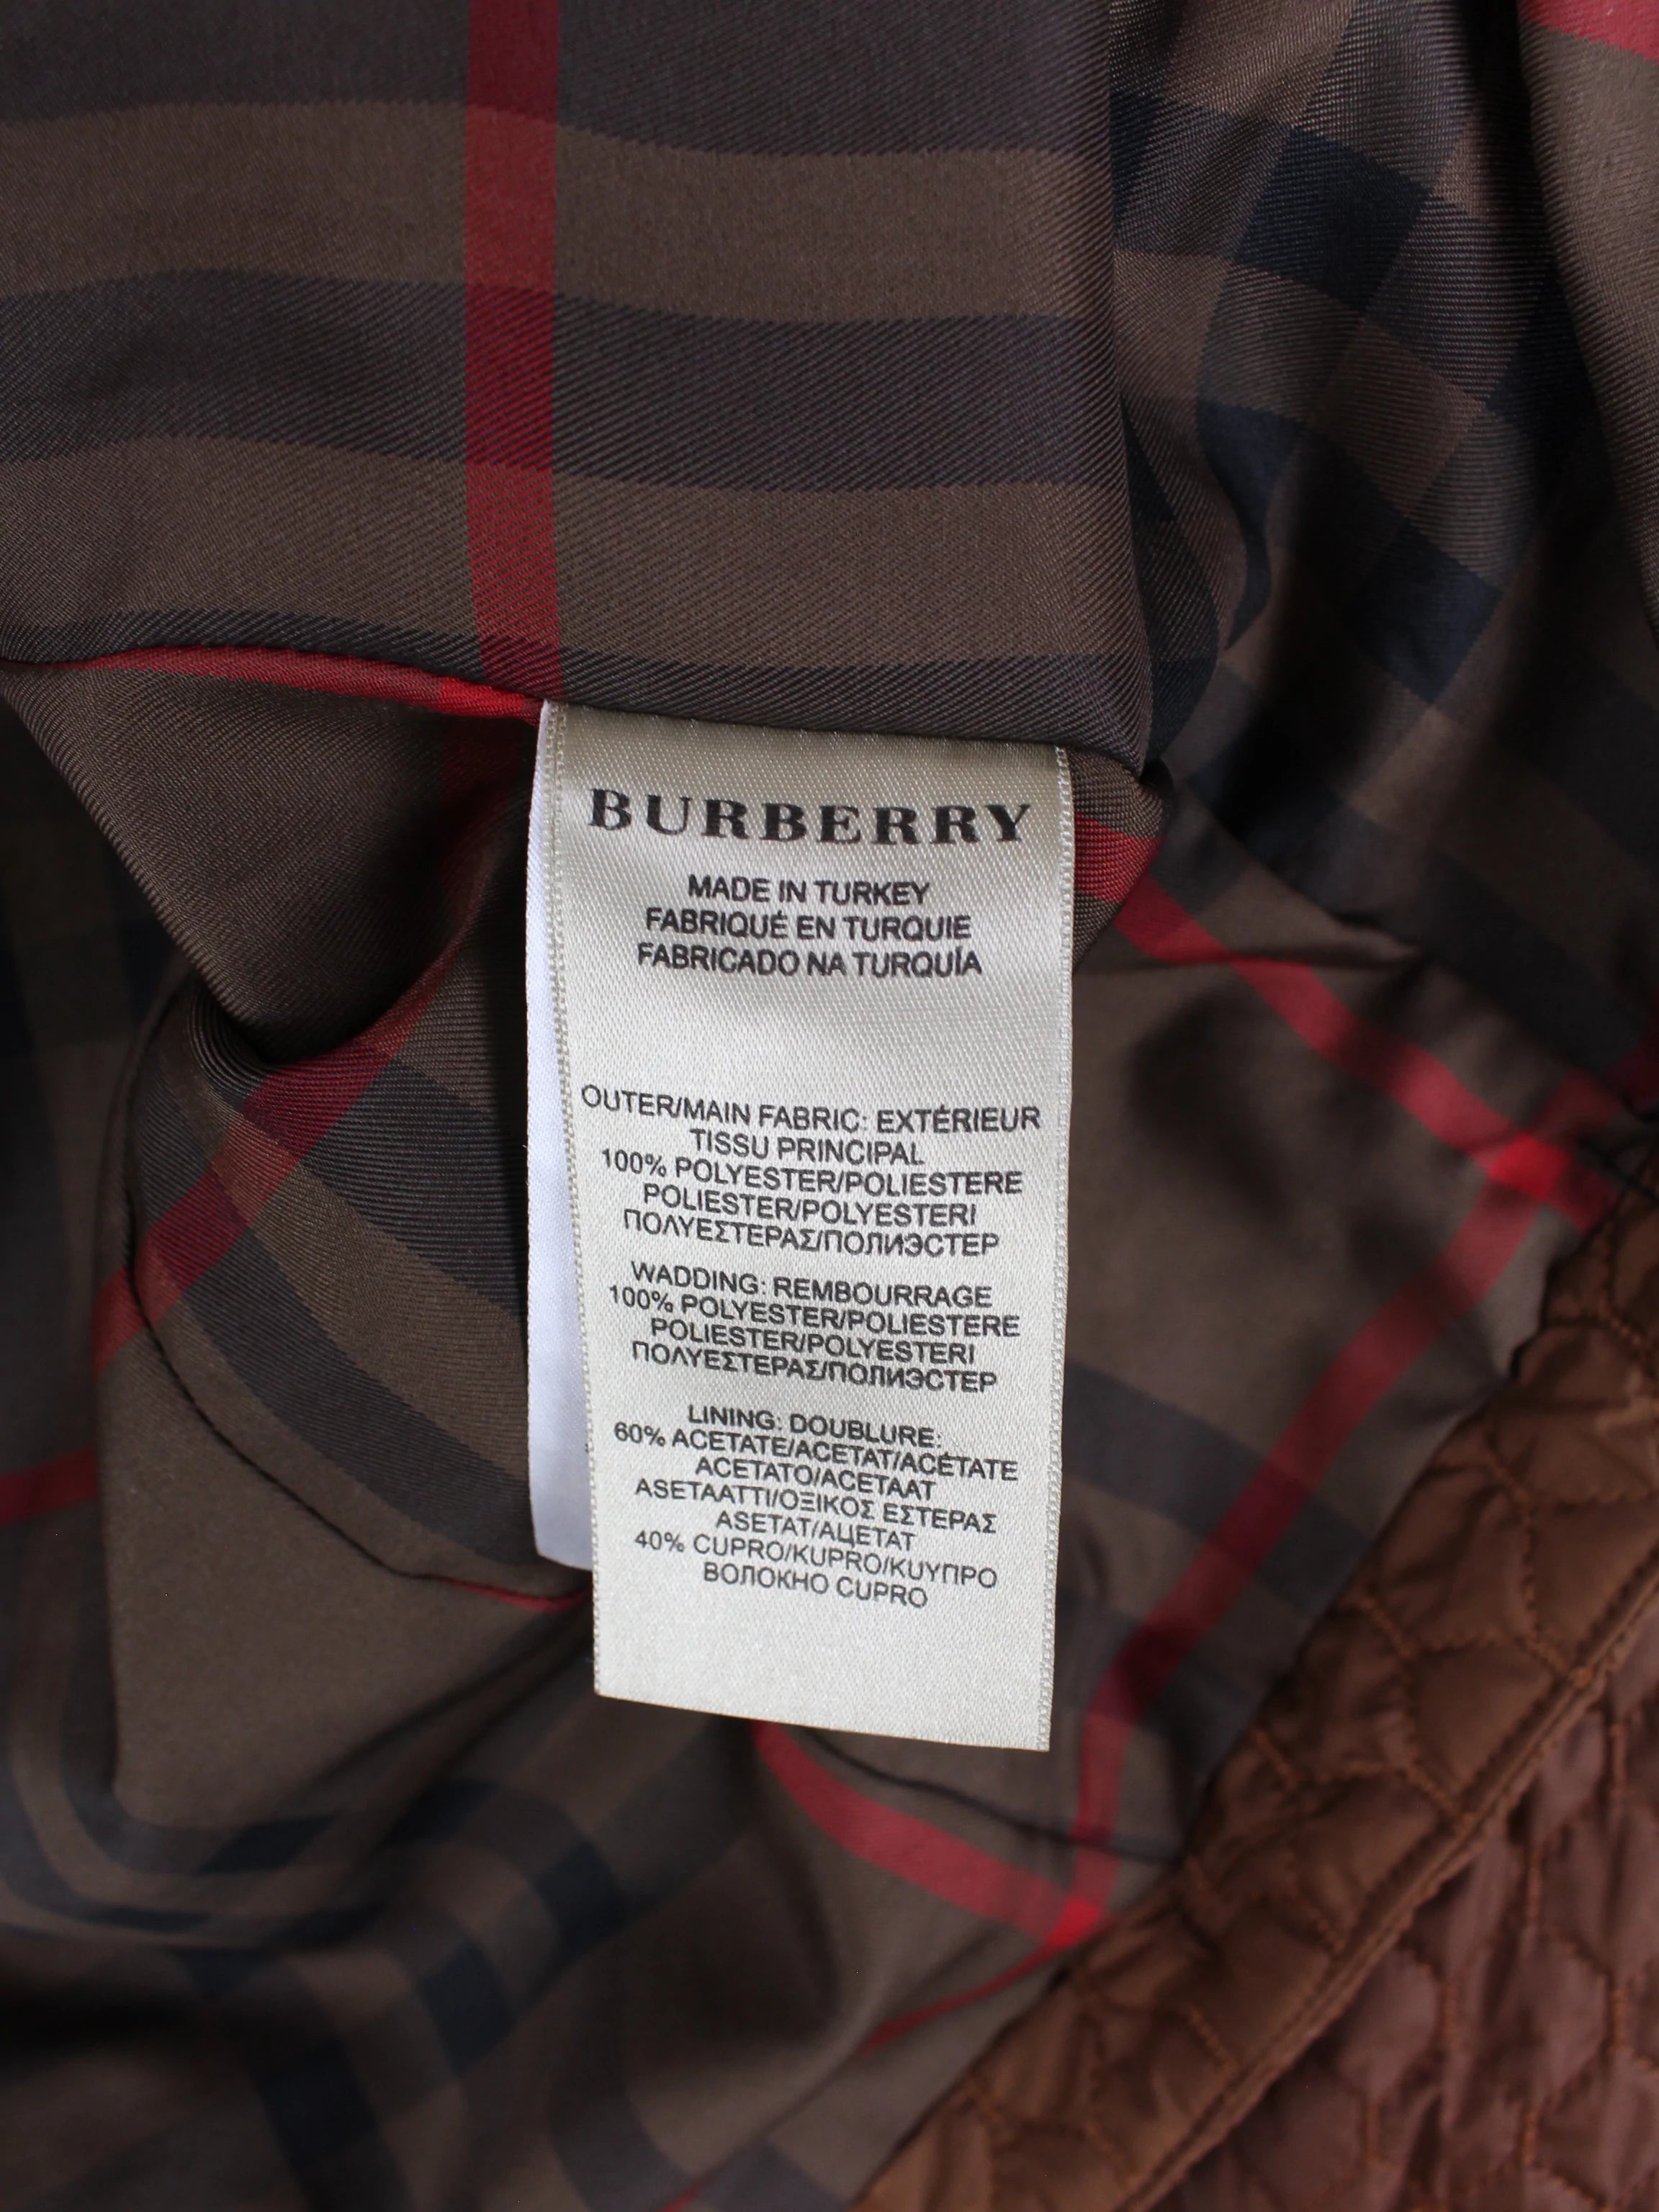 BURBERRY
MADE IN TURKEY
FABRIQUÉ EN TURQUIE
FABRICADO NA TURQUÍA
OUTER/MAIN FABRIC: EXTÉRIEUR
TISSU PRINCIPAL
100% POLYESTER/POLIESTERE
POLIESTER/POLYESTERI
ΠΟΛΥΕΣΤΕΡΑΣ/ПОЛИЭСТЕР
WADDING: REMBOURRAGE
100% POLYESTER/POLIESTERE
POLIESTER/POLYESTERI
ΠΟΛΥΕΣΤΕΡΑΣ/ПОЛИЭСТЕР
LINING: DOUBLURE:
60% ACETATE/ACETAT/ACÉTATE
ACETATO/ACETAAT
ASETAATTI/ΟΞΙΚΟΣ ΕΣΤΕΡΑΣ
ASETAT/АЦЕТАТ
40% CUPRO/KUPRO/ΚΥΥΠΡΟ
ВОЛОКНО CUPRO